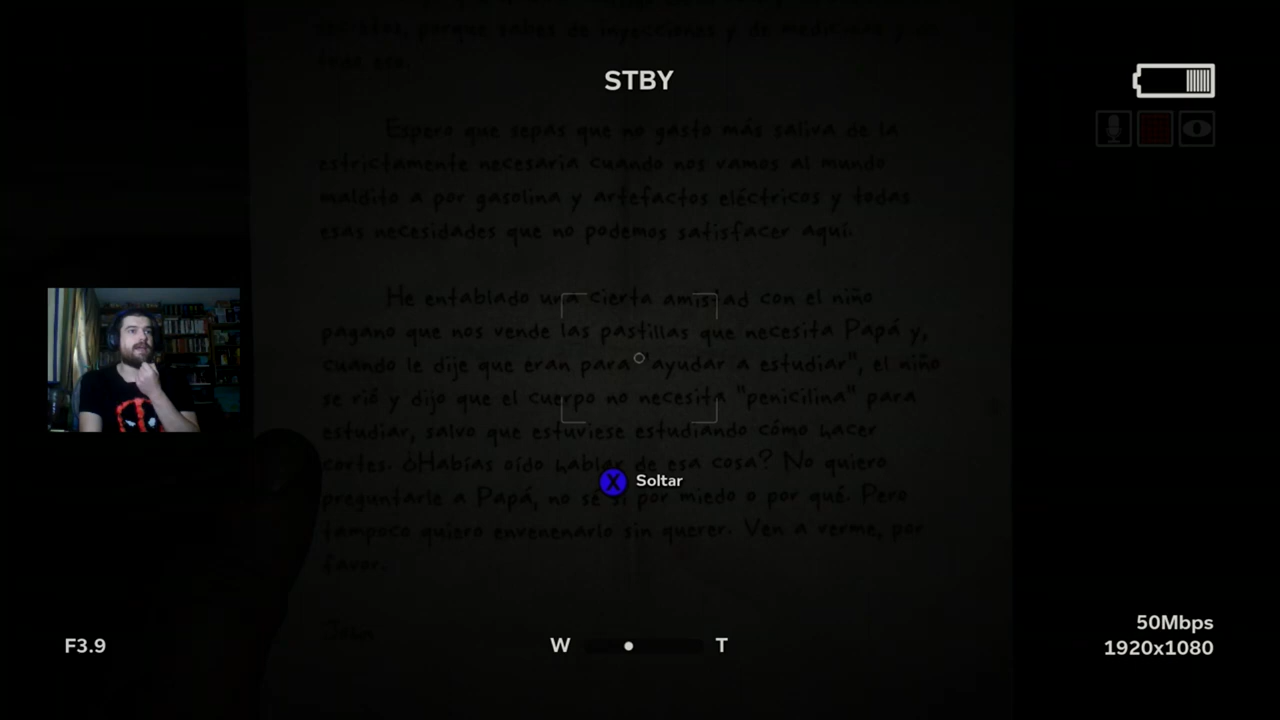 decirnos, porque sabes de inyecciones y de medicina y de
todo eso.
STBY
Espero que sepas que no gasto más saliva de la
estrictamente necesaria cuando nos vamos al mundo
maldito a por gasolina y artefactos eléctricos y todas
esas necesidades que no podemos satisfacer aquí.
He entablado una cierta amistad con el niño
pagano que nos vende las pastillas que necesita Papá y,
cuando le dije que eran para "ayudar a estudiar", el niño
se rió y dijo que el cuerpo no necesita "penicilina" para
estudiar, salvo que estuviese estudiando cómo hacer
cortes. ¿Habías oído hablar de esa cosa? No quiero
X Soltar
preguntarle a Papá, no sé si por miedo o por qué. Pero
tampoco quiero envenenarlo sin querer. Ven a verme, por
favor.
50Mbps
F3.9
W
T
1920x1080